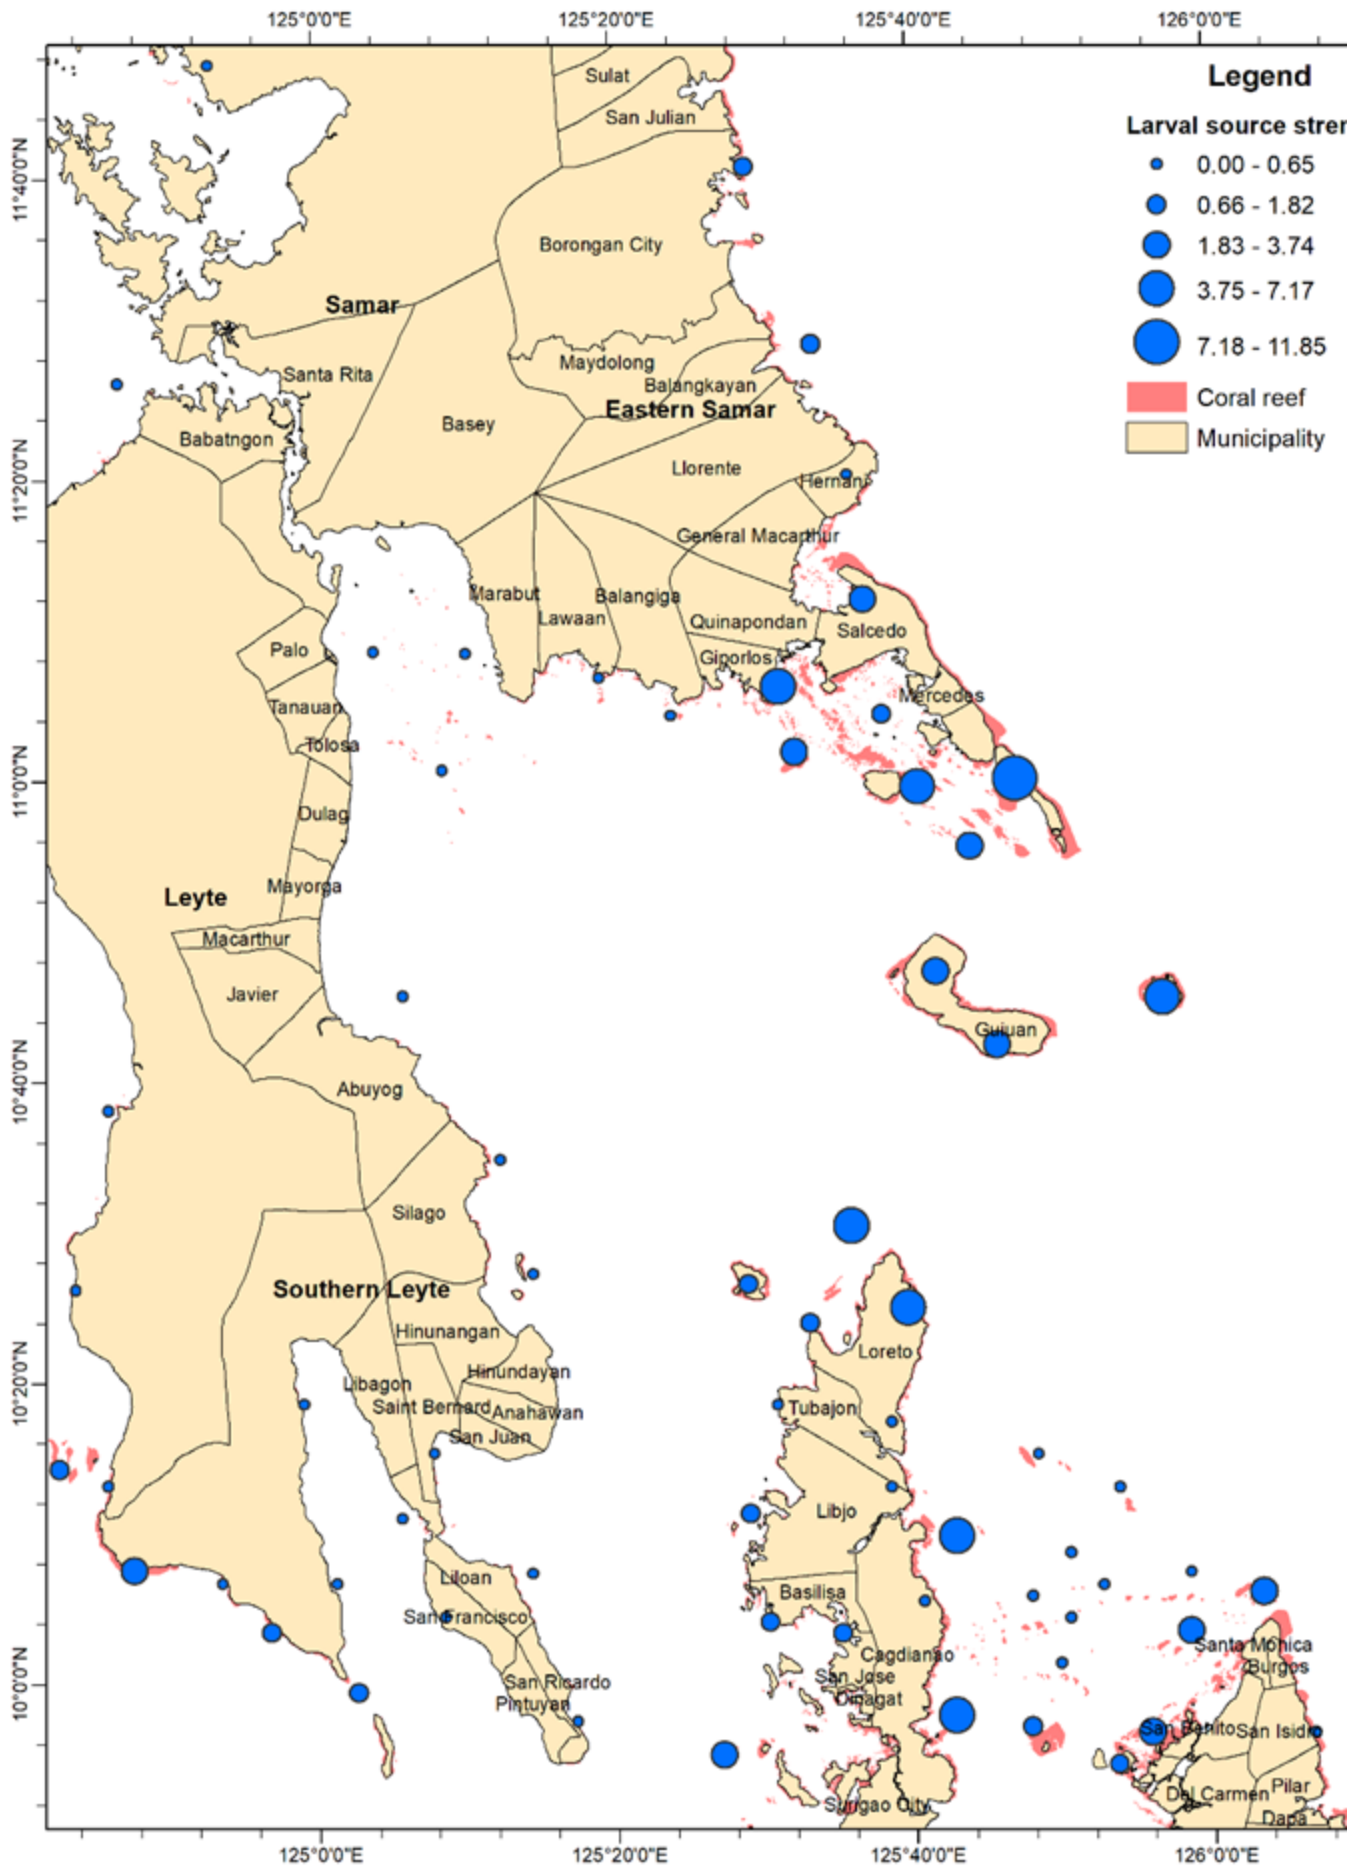 125°0'0"E 125°20'0"E 125°40'0"E 126°0'0"E
Legend
Larval source stren
0.00 - 0.65
0.66 - 1.82
1.83 - 3.74
3.75 - 7.17
7.18 - 11.85
Coral reef
Municipality
Sulat
San Julian
11°40'0"N
Borongan City
Samar
Maydolong
Santa Rita
Balangkayan
Eastern Samar
Basey
Babatngon
Llorente
11°20'0"N
Hernani
General Macarthur
Marabut
Balangiga
Lawaan
Quinapondan
Salcedo
Palo
Giporlos
Mercedes
Tanauan
Tolosa
11°0'0"N
Dulag
Mayorga
Leyte
Macarthur
Javier
Guiuan
10°40'0"N
Abuyog
Silago
Southern Leyte
Hinunangan
Loreto
Hinundayan
10°20'0"N
Libagon
Saint Bernard
Anahawan
Tubajon
San Juan
Libjo
Liloan
Basilisa
San Francisco
Santa Monica
Cagdianao
Burgos
San Jose
10°0'0"N
San Ricardo
Dinagat
Pintuyan
San Benito
San Isidro
Pilar
Del Carmen
Surigao City
Dapa
125°0'0"E 125°20'0"E 125°40'0"E 126°0'0"E